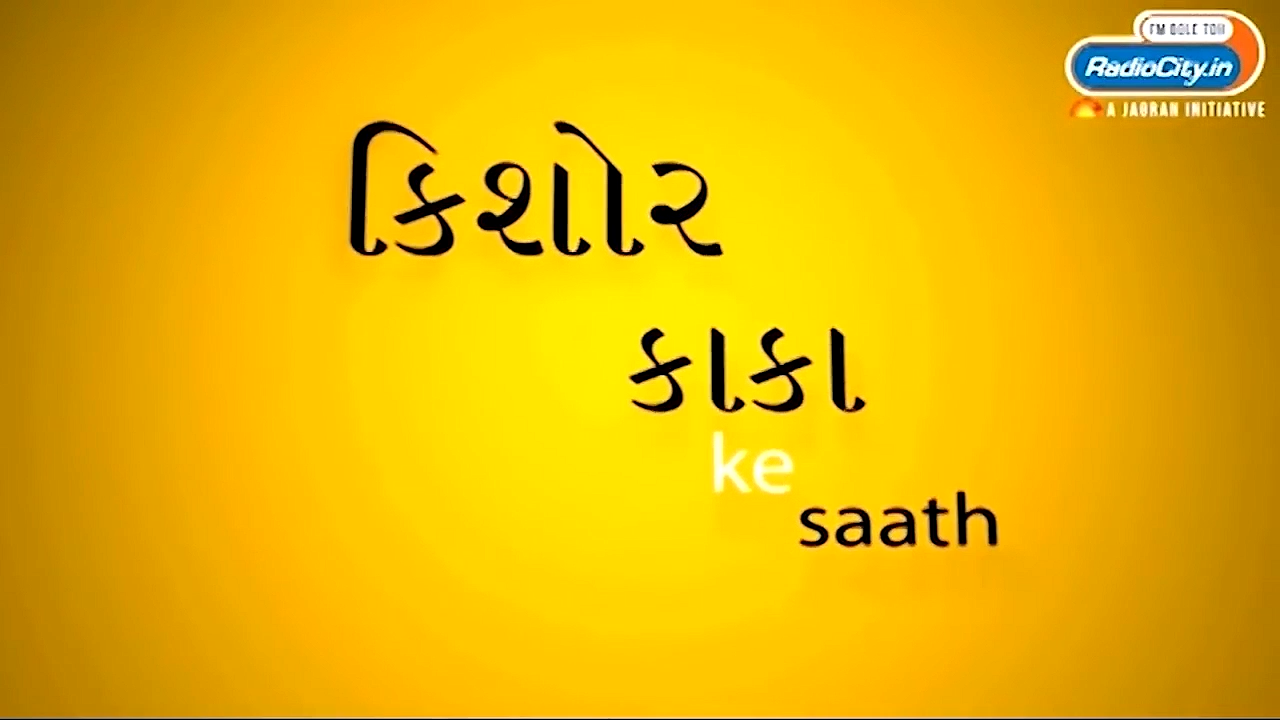 FM BOLE TOH
RadioCity.in
A JAGRAN INITIATIVE
કિશોર
કાકા
ke
saath